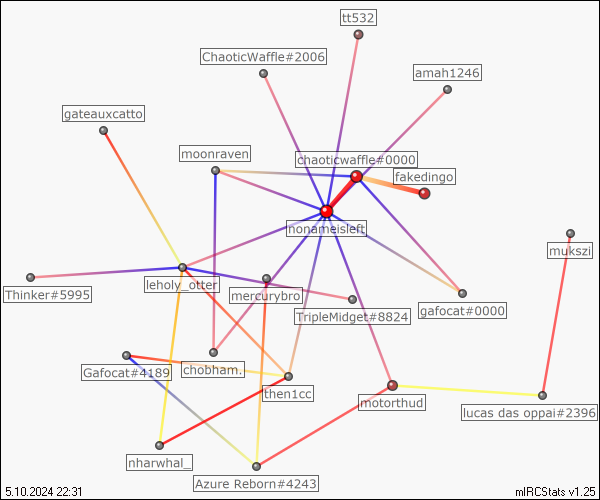 tt532
ChaoticWaffle#2006
amah1246
gateauxcatto
moonraven
chaoticwaffle#0000
fakedingo
nonameisleft
mukszi
leholy_otter
Thinker#5995
mercurybro
TripleMidget#8824
gafocat#0000
Gafocat#4189
chobham.
then1cc
motorthud
lucas das oppai#2396
nharwhal_
Azure Reborn#4243
5.10.2024 22:31
mIRCStats v1.25